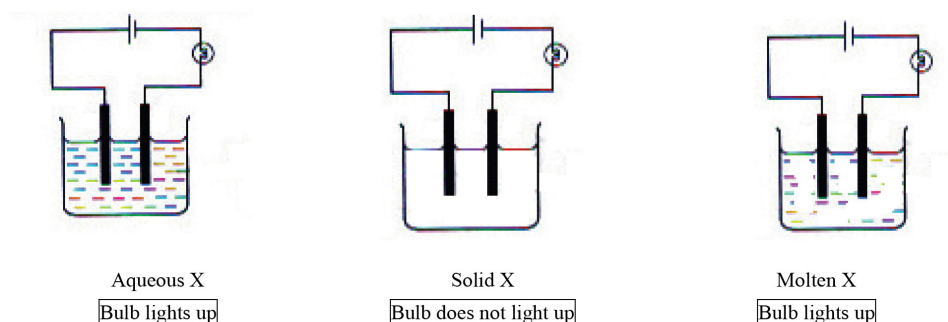 Aqueous X
Bulb lights up
Solid X
Bulb does not light up
Molten X
Bulb lights up